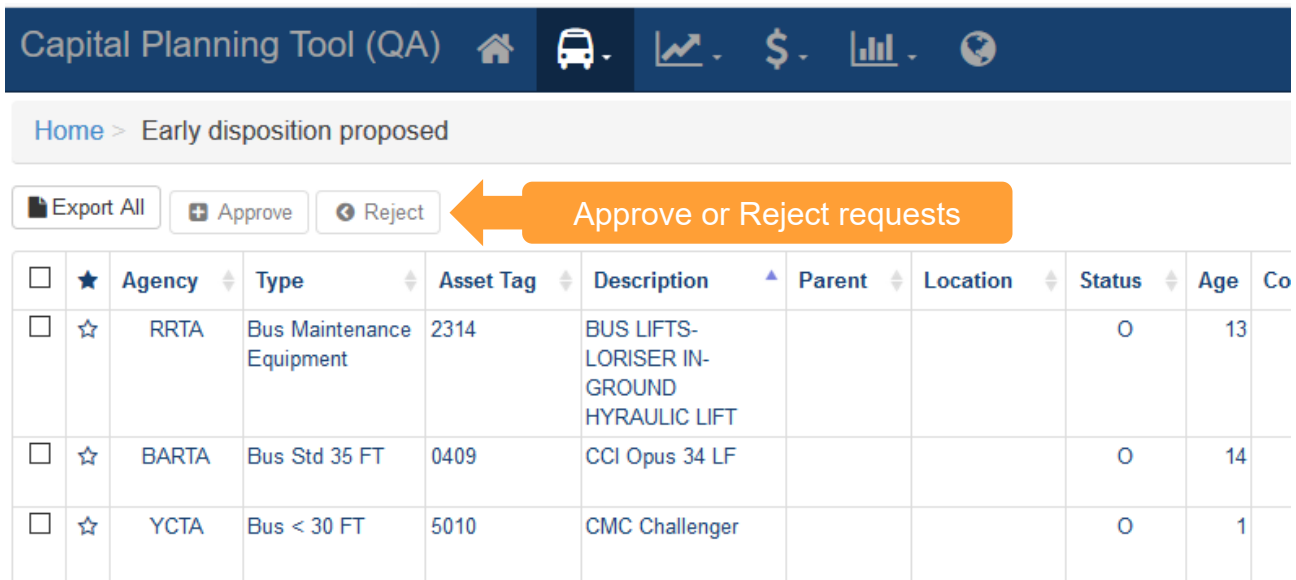 Capital Planning Tool (QA)
Home > Early disposition proposed
Export All Approve Reject Approve or Reject requests
Agency Type Asset Tag Description Parent Location Status Age Co
RRTA Bus Maintenance 2314 BUS LIFTS- O 13
Equipment LORISER IN-
GROUND
HYRAULIC LIFT
BARTA Bus Std 35 FT 0409 CCI Opus 34 LF O 14
YCTA Bus < 30 FT 5010 CMC Challenger O 1